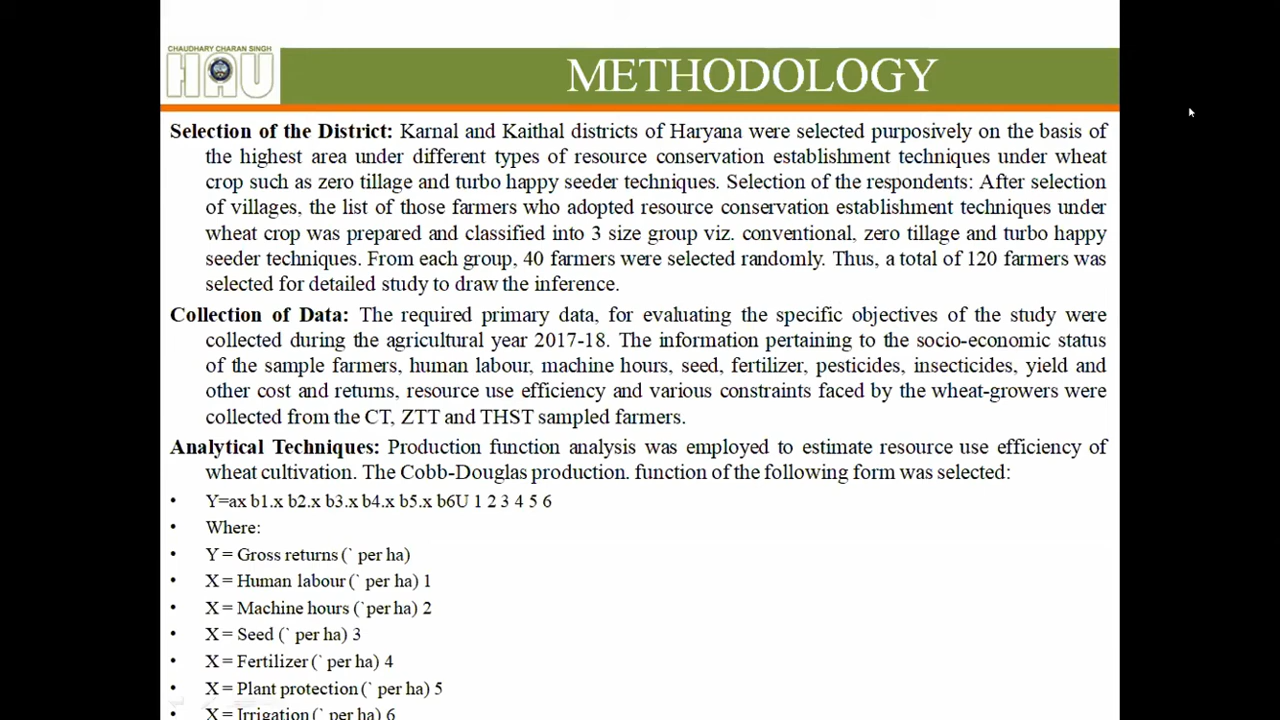 CHAUDHARY CHARAN SINGH
HAU
METHODOLOGY
Selection of the District: Karnal and Kaithal districts of Haryana were selected purposively on the basis of
the highest area under different types of resource conservation establishment techniques under wheat
crop such as zero tillage and turbo happy seeder techniques. Selection of the respondents: After selection
of villages, the list of those farmers who adopted resource conservation establishment techniques under
wheat crop was prepared and classified into 3 size group viz. conventional, zero tillage and turbo happy
seeder techniques. From each group, 40 farmers were selected randomly. Thus, a total of 120 farmers was
selected for detailed study to draw the inference.
Collection of Data: The required primary data, for evaluating the specific objectives of the study were
collected during the agricultural year 2017-18. The information pertaining to the socio-economic status
of the sample farmers, human labour, machine hours, seed, fertilizer, pesticides, insecticides, yield and
other cost and returns, resource use efficiency and various constraints faced by the wheat-growers were
collected from the CT, ZTT and THST sampled farmers.
Analytical Techniques: Production function analysis was employed to estimate resource use efficiency of
wheat cultivation. The Cobb-Douglas production. function of the following form was selected:
• Y=ax b1.x b2.x b3.x b4.x b5.x b6U 1 2 3 4 5 6
• Where:
• Y = Gross returns (` per ha)
• X = Human labour (` per ha) 1
• X = Machine hours (`per ha) 2
• X = Seed (` per ha) 3
• X = Fertilizer (` per ha) 4
• X = Plant protection (` per ha) 5
• X = Irrigation (` per ha) 6